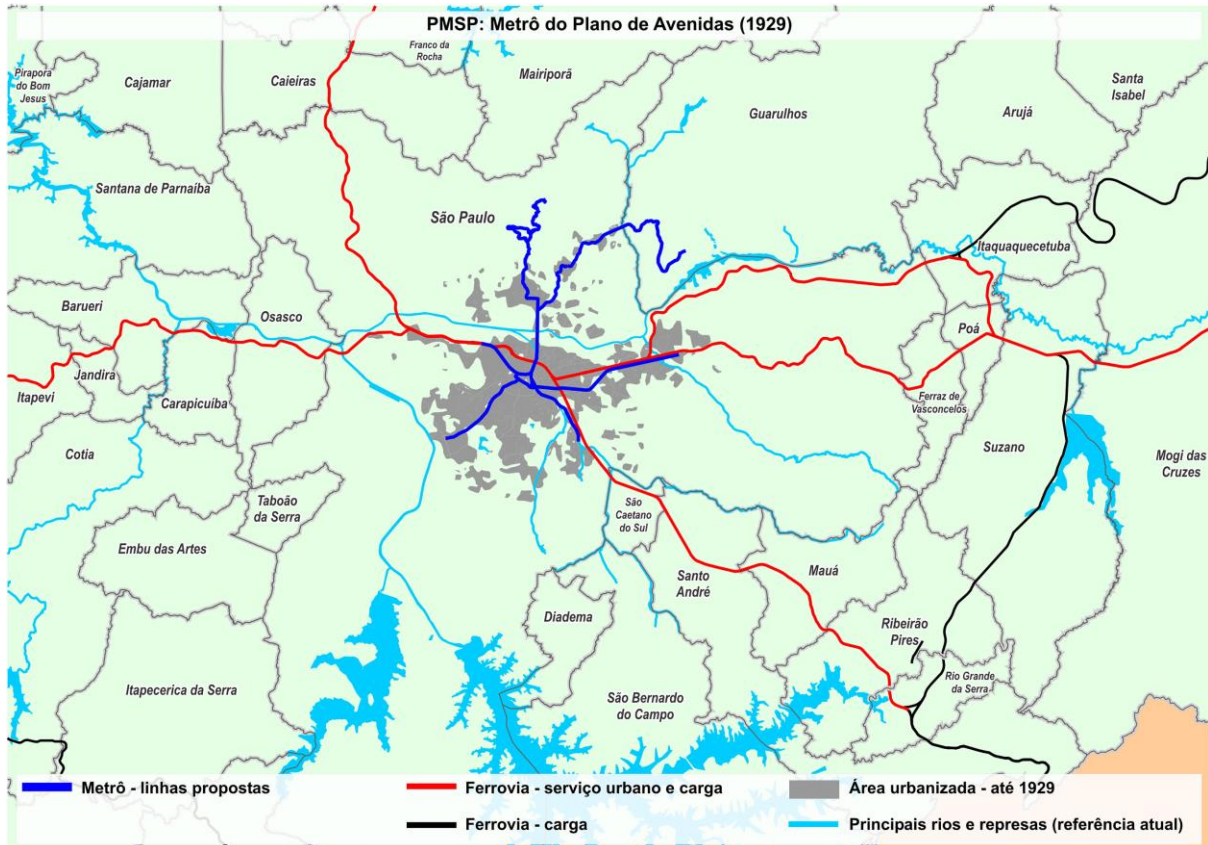 PMSP: Metrô do Plano de Avenidas (1929)
Franco da
Rocha
Pirapora
do Bom
Jesus
Cajamar
Caieiras
Mairiporã
Santa
Isabel
Guarulhos
Arujá
Santana de Parnaíba
São Paulo
Itaquaquecetuba
Barueri
Osasco
Poá
Jandira
Itapevi
Carapicuiba
Ferraz de
Vasconcelos
Suzano
Cotia
Mogi das
Cruzes
Taboão
da Serra
São
Caetano
do Sul
Embu das Artes
Santo
André
Mauá
Diadema
Ribeirão
Pires
Itapecerica da Serra
Rio Grande
da Serra
São Bernardo
do Campo
Metrô - linhas propostas
Ferrovia - serviço urbano e carga
Área urbanizada - até 1929
Ferrovia - carga
Principais rios e represas (referência atual)